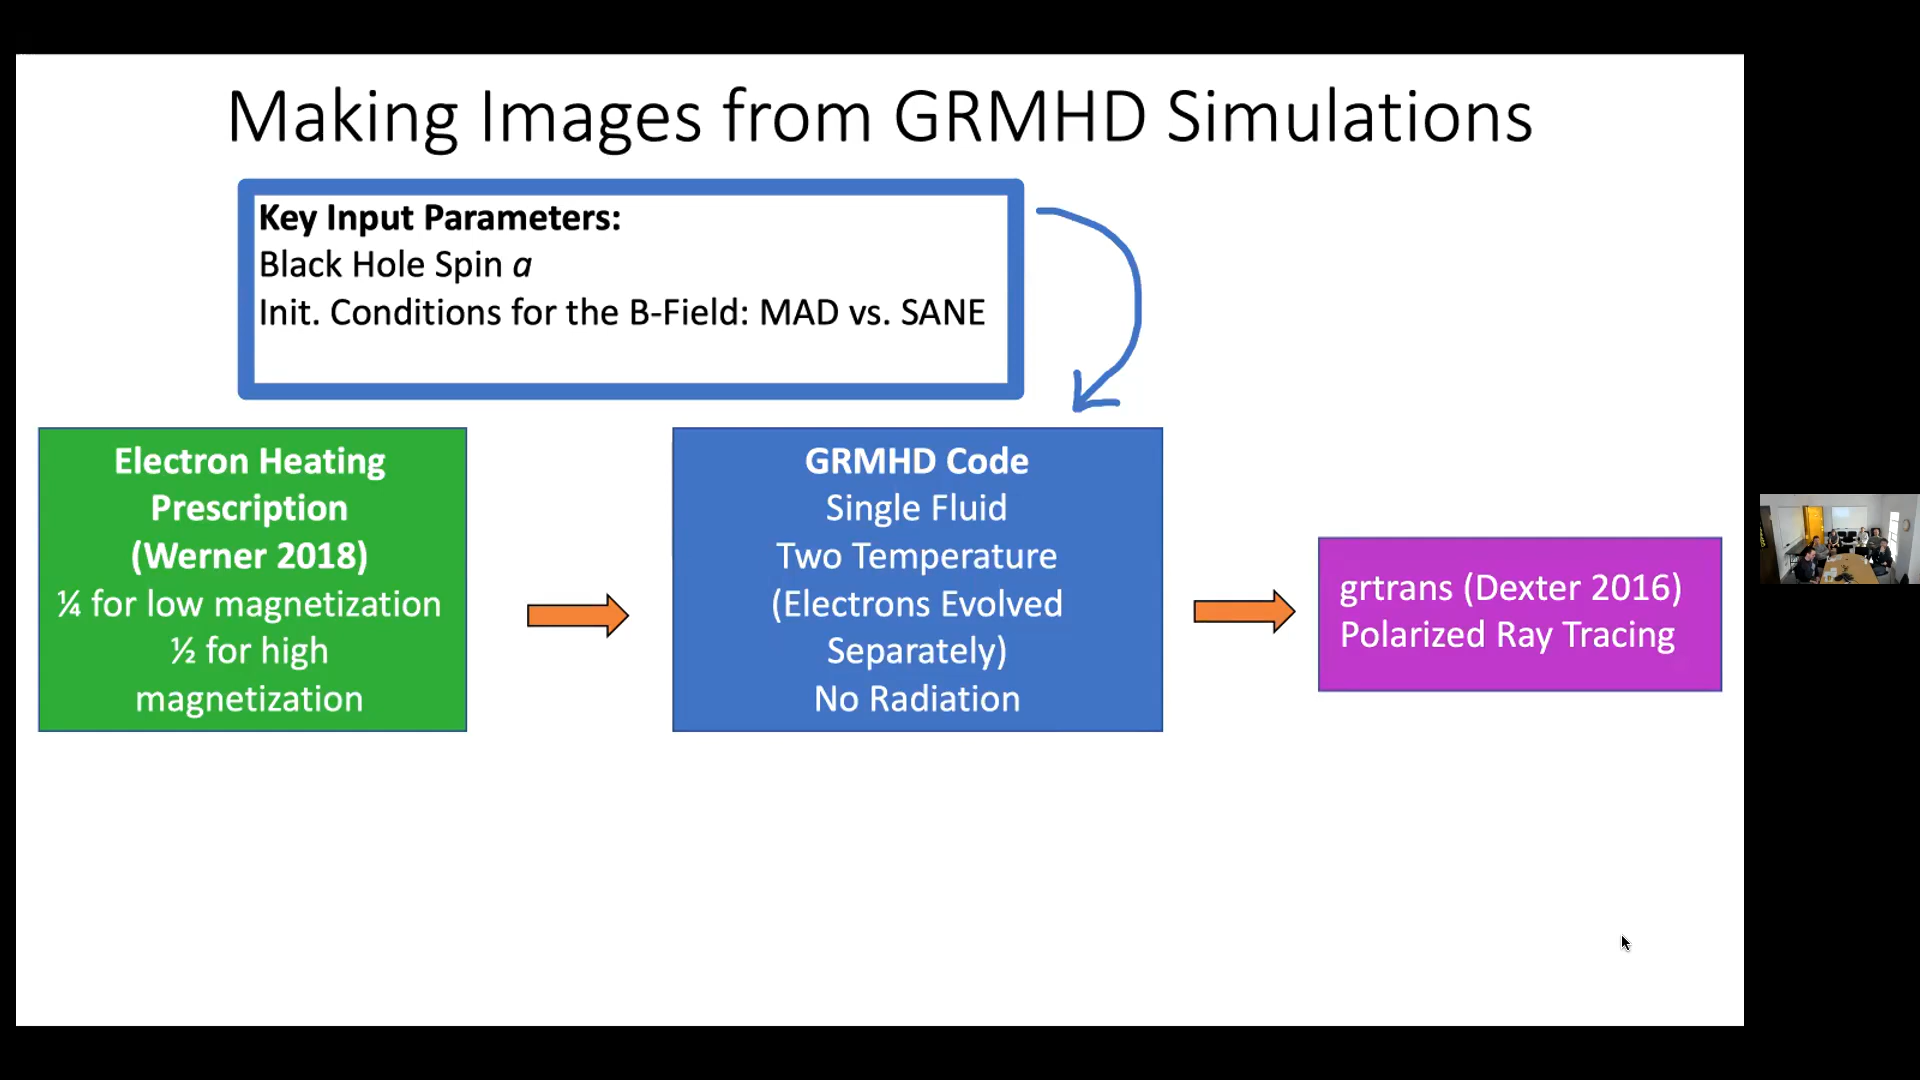 Making Images from GRMHD Simulations
Key Input Parameters:
Black Hole Spin a
Init. Conditions for the B-Field: MAD vs. SANE
Electron Heating
Prescription
(Werner 2018)
¼ for low magnetization
½ for high
magnetization
GRMHD Code
Single Fluid
Two Temperature
(Electrons Evolved
Separately)
No Radiation
grtrans (Dexter 2016)
Polarized Ray Tracing